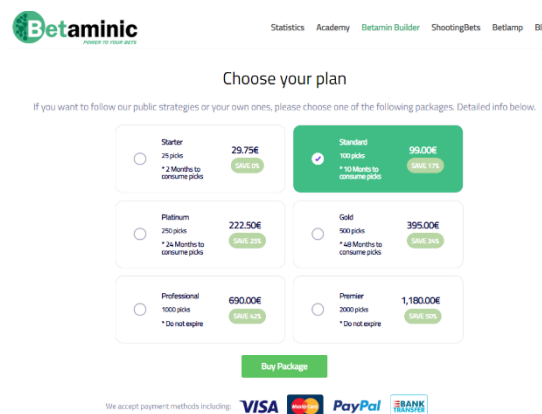 Betaminic
POWER TO YOUR BETS
Statistics Academy Betamin Builder ShootingBets Betlamp Bl
Choose your plan
If you want to follow our public strategies or your own ones, please choose one of the following packages. Detailed info below.
Starter
25 picks
* 2 Months to
consume picks
29.75€
SAVE 0%
Standard
100 picks
* 10 Monts to
consume picks
99.00€
SAVE 17%
Platinum
250 picks
* 24 Months to
consume picks
222.50€
SAVE 25%
Gold
500 picks
* 48 Months to
consume picks
395.00€
SAVE 34%
Professional
1000 picks
* Do not expire
690.00€
SAVE 42%
Premier
2000 picks
* Do not expire
1,180.00€
SAVE 50%
Buy Package
We accept payment methods including: VISA MasterCard PayPal BANK
TRANSFER